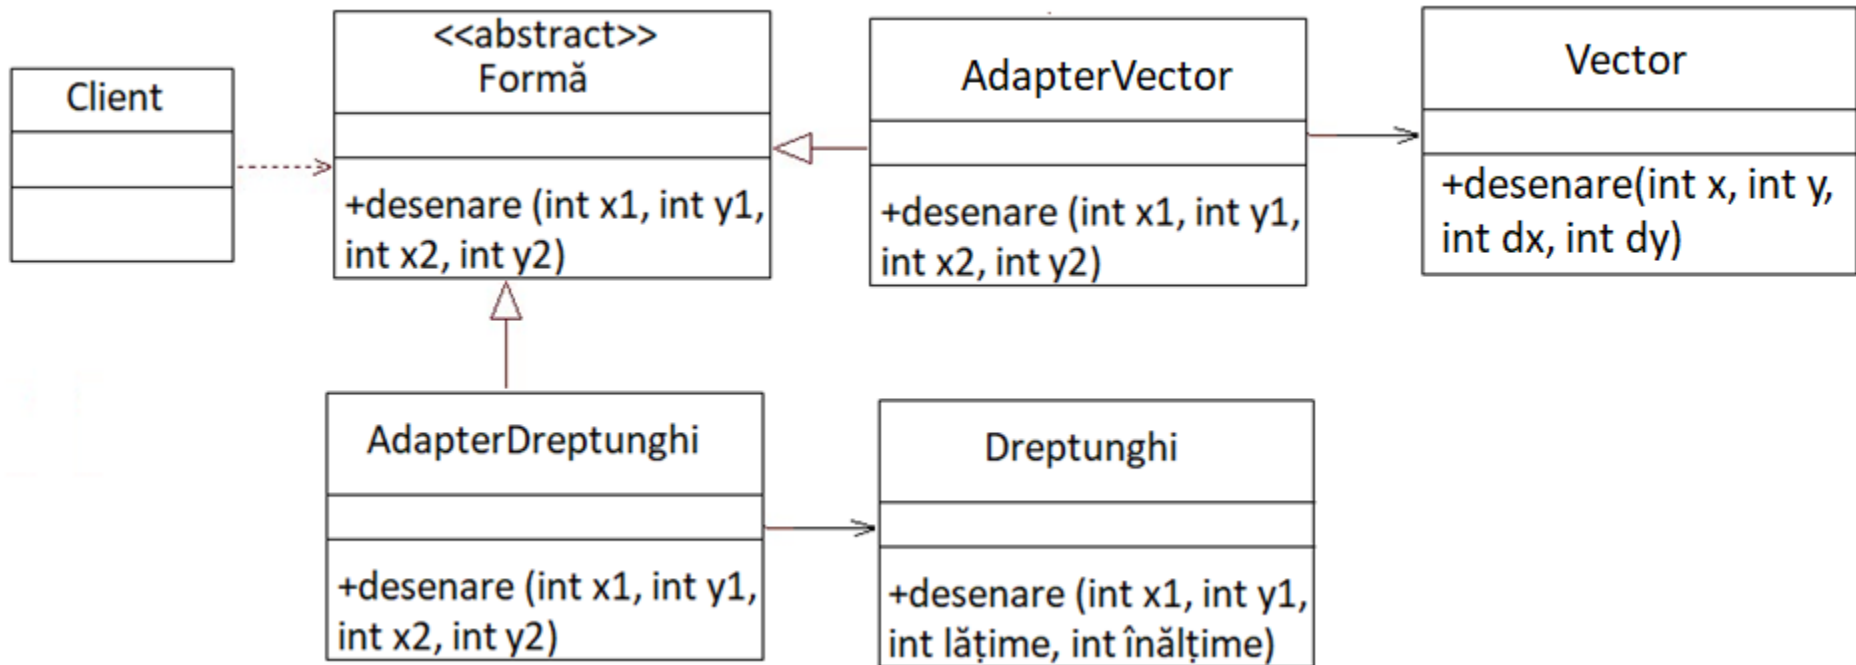 Client
<<abstract>>
Formă
+desenare (int x1, int y1,
int x2, int y2)
AdapterVector
+desenare (int x1, int y1,
int x2, int y2)
Vector
+desenare(int x, int y,
int dx, int dy)
AdapterDreptunghi
+desenare (int x1, int y1,
int x2, int y2)
Dreptunghi
+desenare (int x1, int y1,
int lățime, int înălțime)